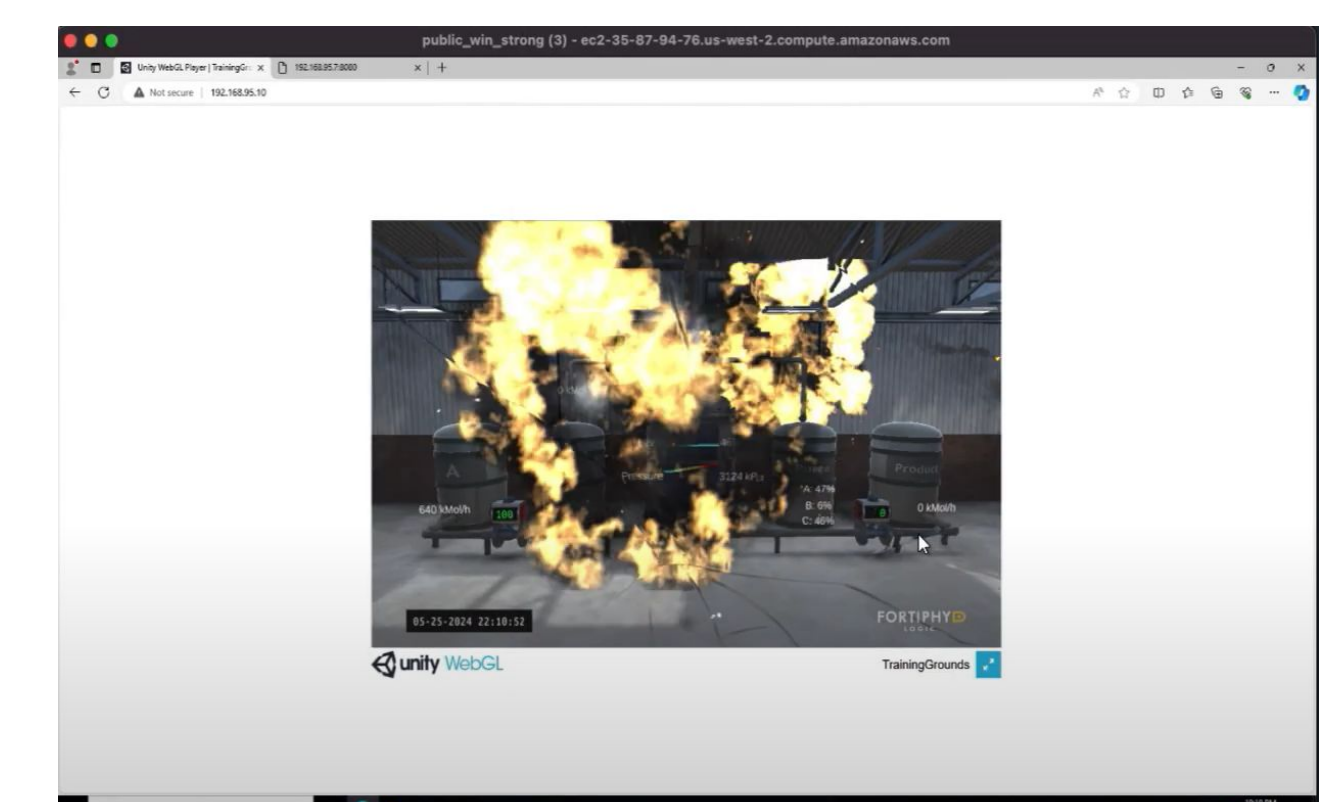 public_win_strong (3) - ec2-35-87-94-76.us-west-2.compute.amazonaws.com
Unity WebGL Player | TrainingGr
192.168.95.7:8080
Not secure | 192.168.95.10
Pressure
3124 kPa
A
Product
A: 47%
B: 6%
C: 46%
640 kMol/h
100
0
0 kMol/h
05-25-2024 22:10:52
FORTIPHYD
LOGIC
unity WebGL
TrainingGrounds